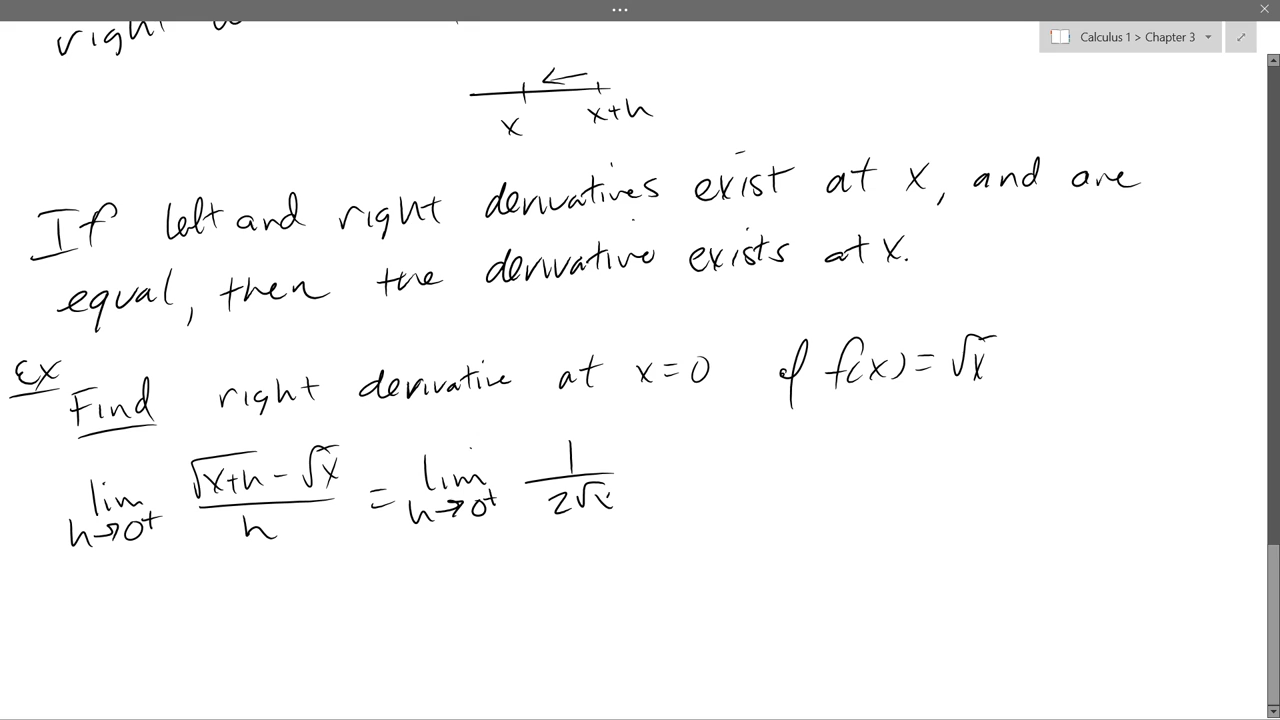 Calculus 1 > Chapter 3
right
x x+h
If left and right derivatives exist at x, and are
equal, then the derivative exists at x.
Ex
Find right derivative at x=0 of f(x) = √x
lim h→0+ (√x+h - √x)/h = lim h→0+ 1/(2√x)